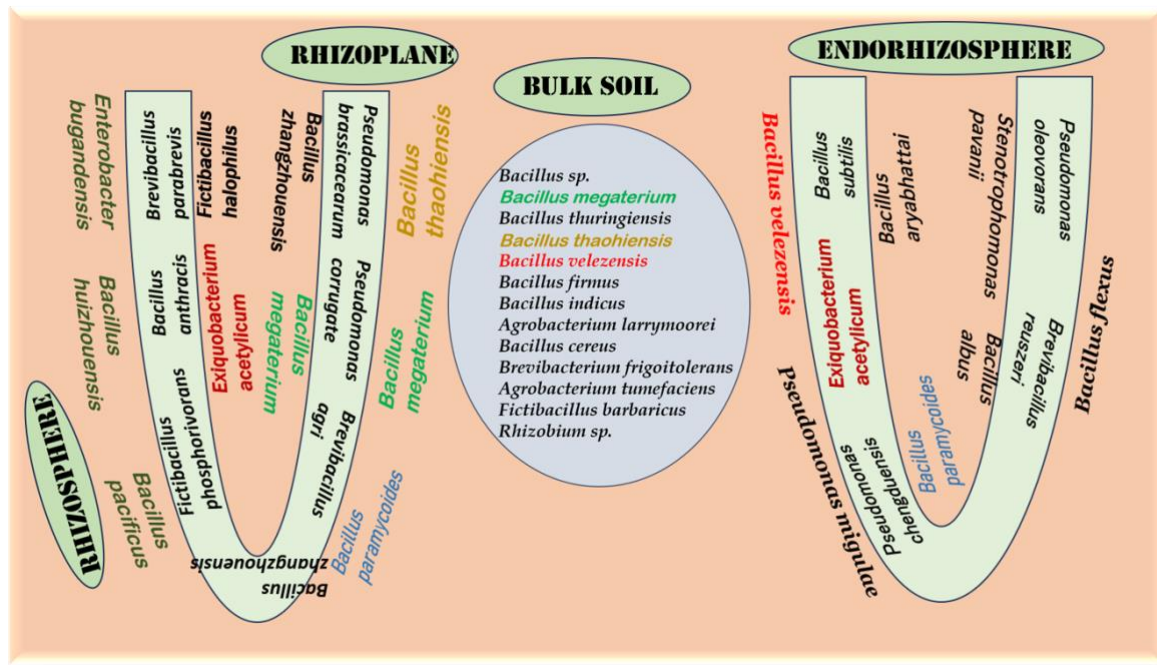 RHIZOPLANE
ENDORHIZOSPHERE
BULK SOIL
RHIZOSPHERE
Enterobacter
bugandensis
Bacillus
huizhouensis
Bacillus
pacificus
Brevibacillus
parabrevis
Bacillus
anthracis
Fictibacillus
phosphorivorans
Fictibacillus
halophilus
Exiquobacterium
acetylicum
Bacillus
zhangzhouensis
Bacillus
megaterium
Pseudomonas
brassicacearum
Pseudomonas
corrugate
Brevibacillus
agri
Bacillus
zhangzhouensis
Bacillus
thaohiensis
Bacillus
megaterium
Bacillus
paramycoides
Bacillus sp.
Bacillus megaterium
Bacillus thuringiensis
Bacillus thaohiensis
Bacillus velezensis
Bacillus firmus
Bacillus indicus
Agrobacterium larrymoorei
Bacillus cereus
Brevibacterium frigoitolerans
Agrobacterium tumefaciens
Fictibacillus barbaricus
Rhizobium sp.
Bacillus velezensis
Pseudomonas migulae
Bacillus
subtilis
Exiquobacterium
acetylicum
Pseudomonas
chengduensis
Bacillus
aryabhattai
Bacillus
paramycoides
Stenotrophomonas
pavanii
Bacillus
albus
Pseudomonas
oleovorans
Brevibacillus
reuszeri
Bacillus flexus